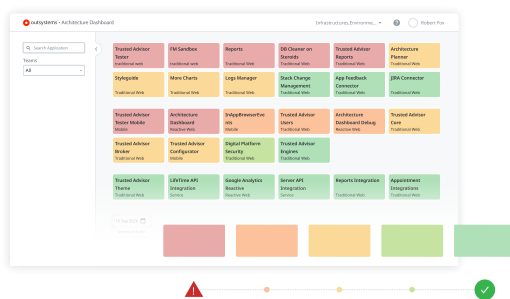 outsystems - Architecture Dashboard
Infrastructures_Environme...
Robert Fox
Search Application
Teams
All
Trusted Advisor Tester
traditional web
FM Sandbox
Traditional Web
Reports
Traditional Web
DB Cleaner on Steroids
Traditional Web
Trusted Advisor Reports
Traditional Web
Architecture Planner
Traditional Web
Styleguide
Traditional Web
More Charts
Traditional Web
Logs Manager
Traditional Web
Stack Change Management
Traditional Web
App Feedback Connector
Traditional Web
JIRA Connector
Traditional Web
Trusted Advisor Tester Mobile
Mobile
Architecture Dashboard
Reactive Web
InAppBrowserEvents
Mobile
Trusted Advisor Users
Traditional Web
Architecture Dashboard Debug
Reactive Web
Trusted Advisor Core
Traditional Web
Trusted Advisor Broker
Traditional Web
Trusted Advisor Configurator
Mobile
Digital Platform Security
Traditional Web
Trusted Advisor Engines
Traditional Web
Trusted Advisor Theme
Traditional Web
LifeTime API Integration
Service
Google Analytics Reactive
Reactive Web
Server API Integration
Service
Reports Integration
Traditional Web
Appointment Integrations
Traditional Web